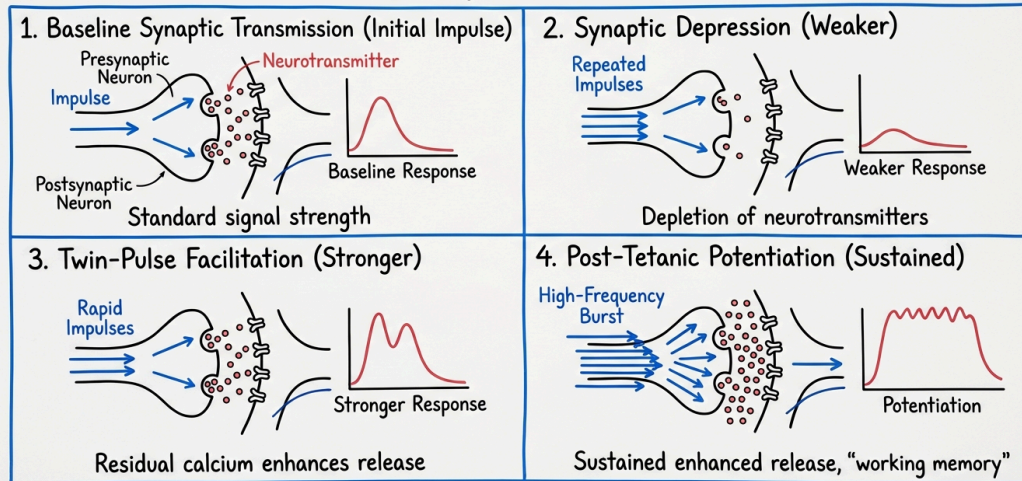 1. Baseline Synaptic Transmission (Initial Impulse)
Presynaptic
Neuron
Neurotransmitter
Impulse
Postsynaptic
Neuron
Baseline Response
Standard signal strength
2. Synaptic Depression (Weaker)
Repeated
Impulses
Weaker Response
Depletion of neurotransmitters
3. Twin-Pulse Facilitation (Stronger)
Rapid
Impulses
Stronger Response
Residual calcium enhances release
4. Post-Tetanic Potentiation (Sustained)
High-Frequency
Burst
Potentiation
Sustained enhanced release, "working memory"